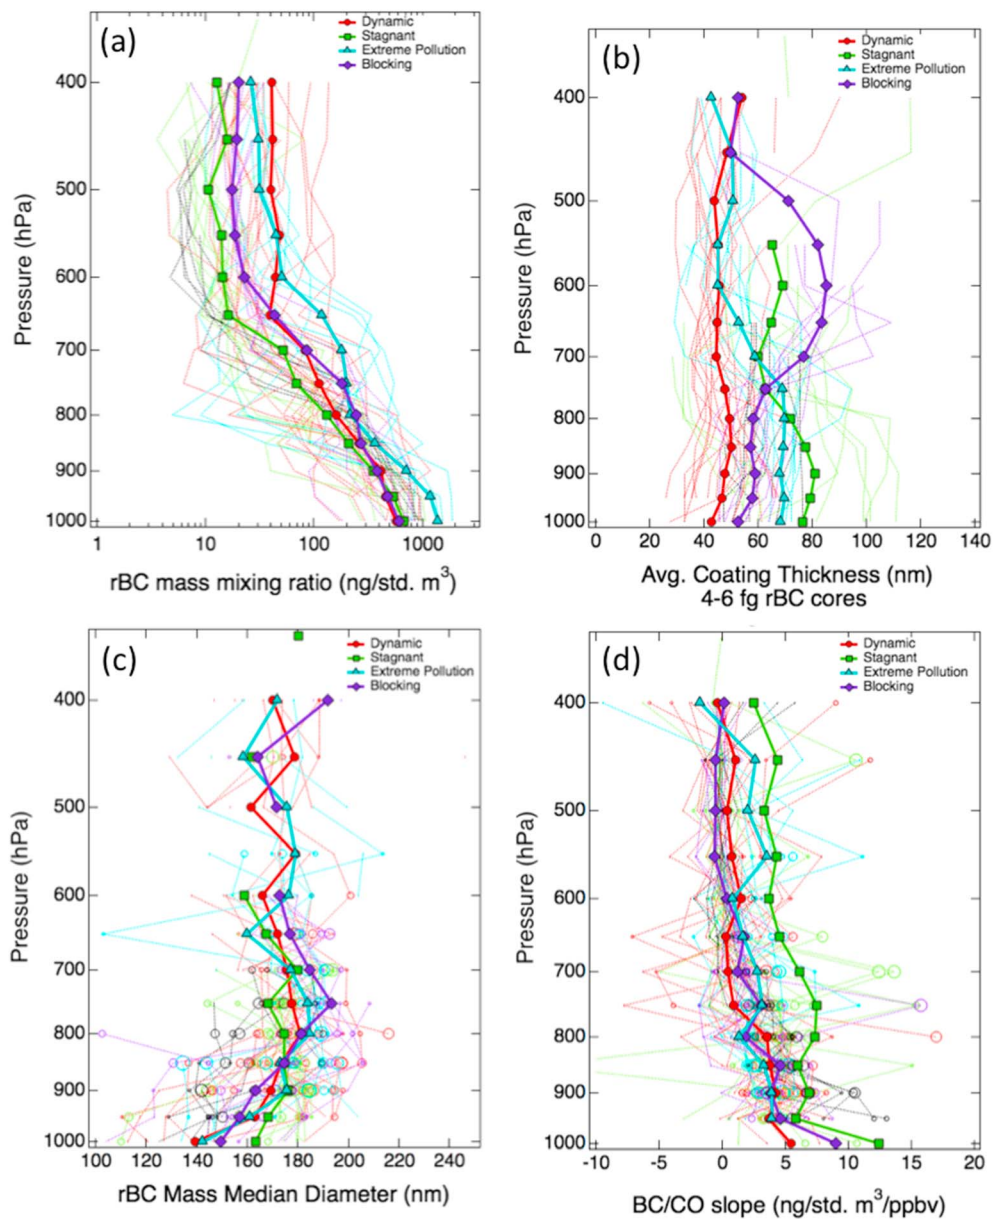 (a)
Dynamic
Stagnant
Extreme Pollution
Blocking
400
500
600
700
800
900
1000
Pressure (hPa)
1
10
100
1000
rBC mass mixing ratio (ng/std. m³)
(b)
Dynamic
Stagnant
Extreme Pollution
Blocking
400
500
600
700
800
900
1000
Pressure (hPa)
0
20
40
60
80
100
120
140
Avg. Coating Thickness (nm)
4-6 fg rBC cores
(c)
Dynamic
Stagnant
Extreme Pollution
Blocking
400
500
600
700
800
900
1000
Pressure (hPa)
100
120
140
160
180
200
220
240
rBC Mass Median Diameter (nm)
(d)
Dynamic
Stagnant
Extreme Pollution
Blocking
400
500
600
700
800
900
1000
Pressure (hPa)
-10
-5
0
5
10
15
20
BC/CO slope (ng/std. m³/ppbv)